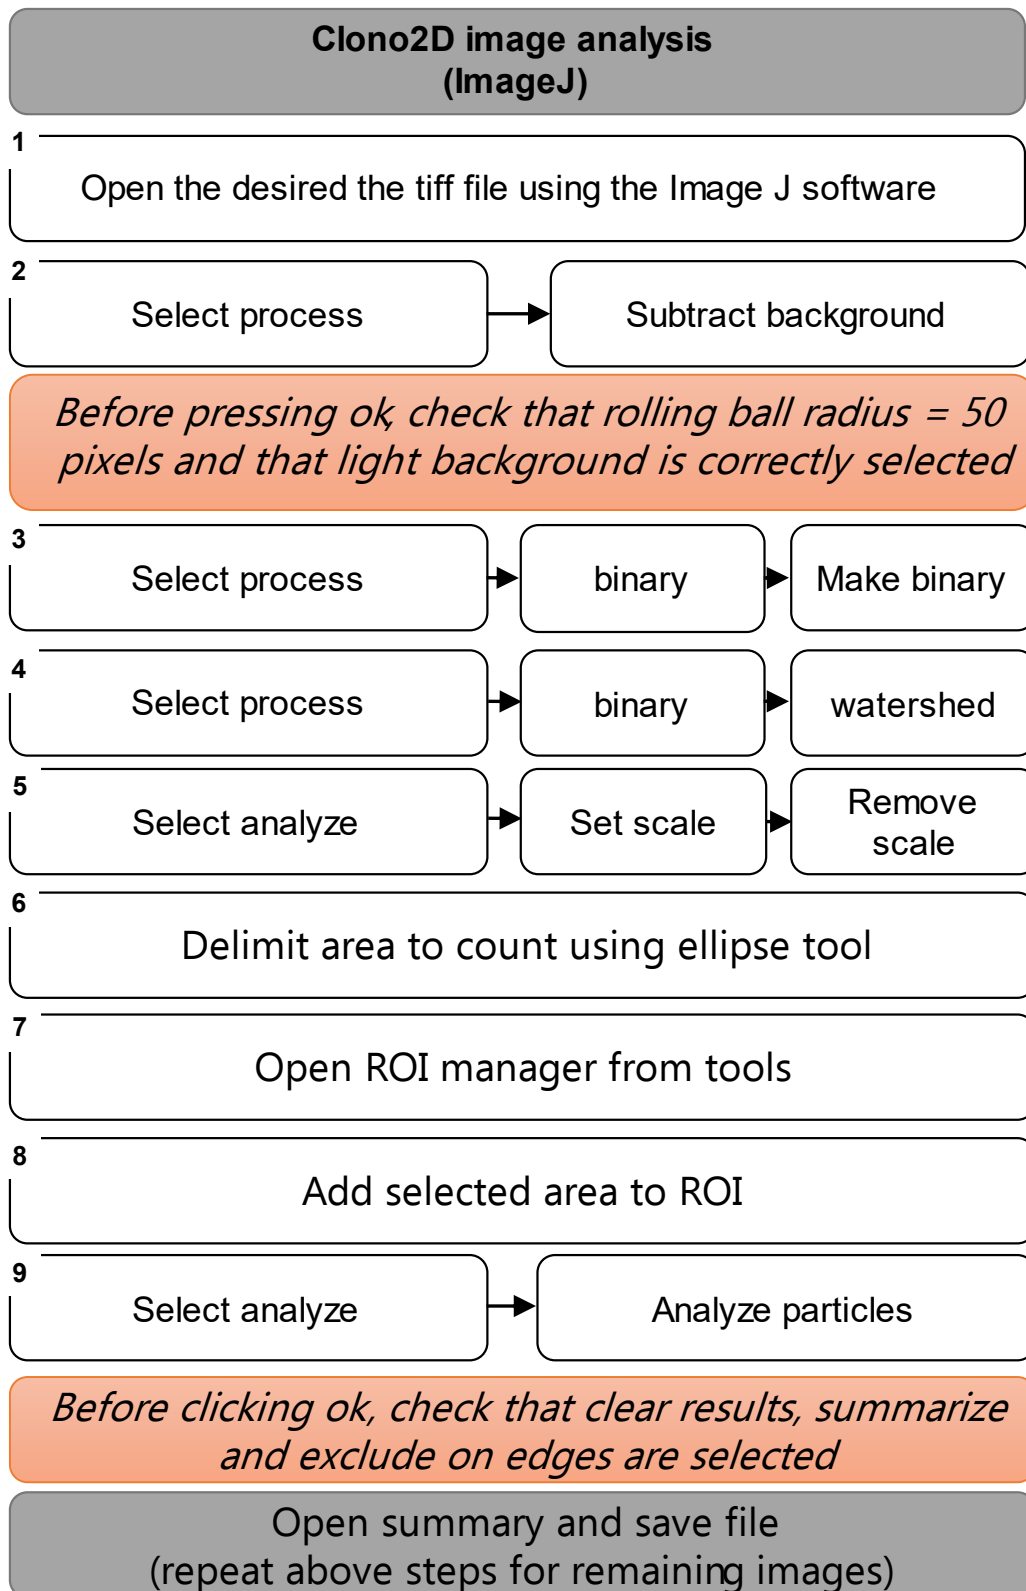 Clono2D image analysis
(ImageJ)
1
Open the desired the tiff file using the Image J software
2
Select process
Subtract background
Before pressing ok, check that rolling ball radius = 50
pixels and that light background is correctly selected
3
Select process
binary
Make binary
4
Select process
binary
watershed
5
Select analyze
Set scale
Remove
scale
6
Delimit area to count using ellipse tool
7
Open ROI manager from tools
8
Add selected area to ROI
9
Select analyze
Analyze particles
Before clicking ok, check that clear results, summarize
and exclude on edges are selected
Open summary and save file
(repeat above steps for remaining images)